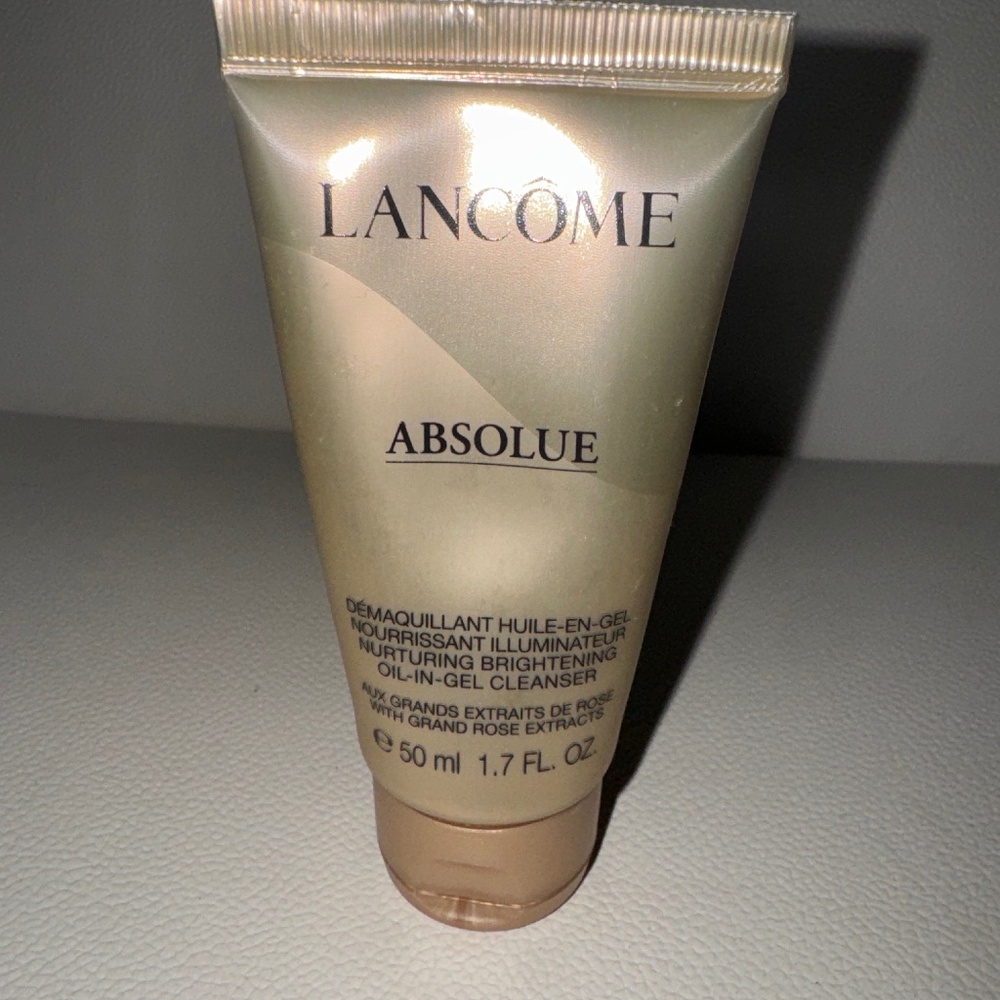 LANCÔME
ABSOLUE
DÉMAQUILLANT HUILE-EN-GEL
NOURRISSANT ILLUMINATEUR
NURTURING BRIGHTENING
OIL-IN-GEL CLEANSER
AUX GRANDS EXTRAITS DE ROSE
WITH GRAND ROSE EXTRACTS
℮ 50 ml 1.7 FL. OZ.